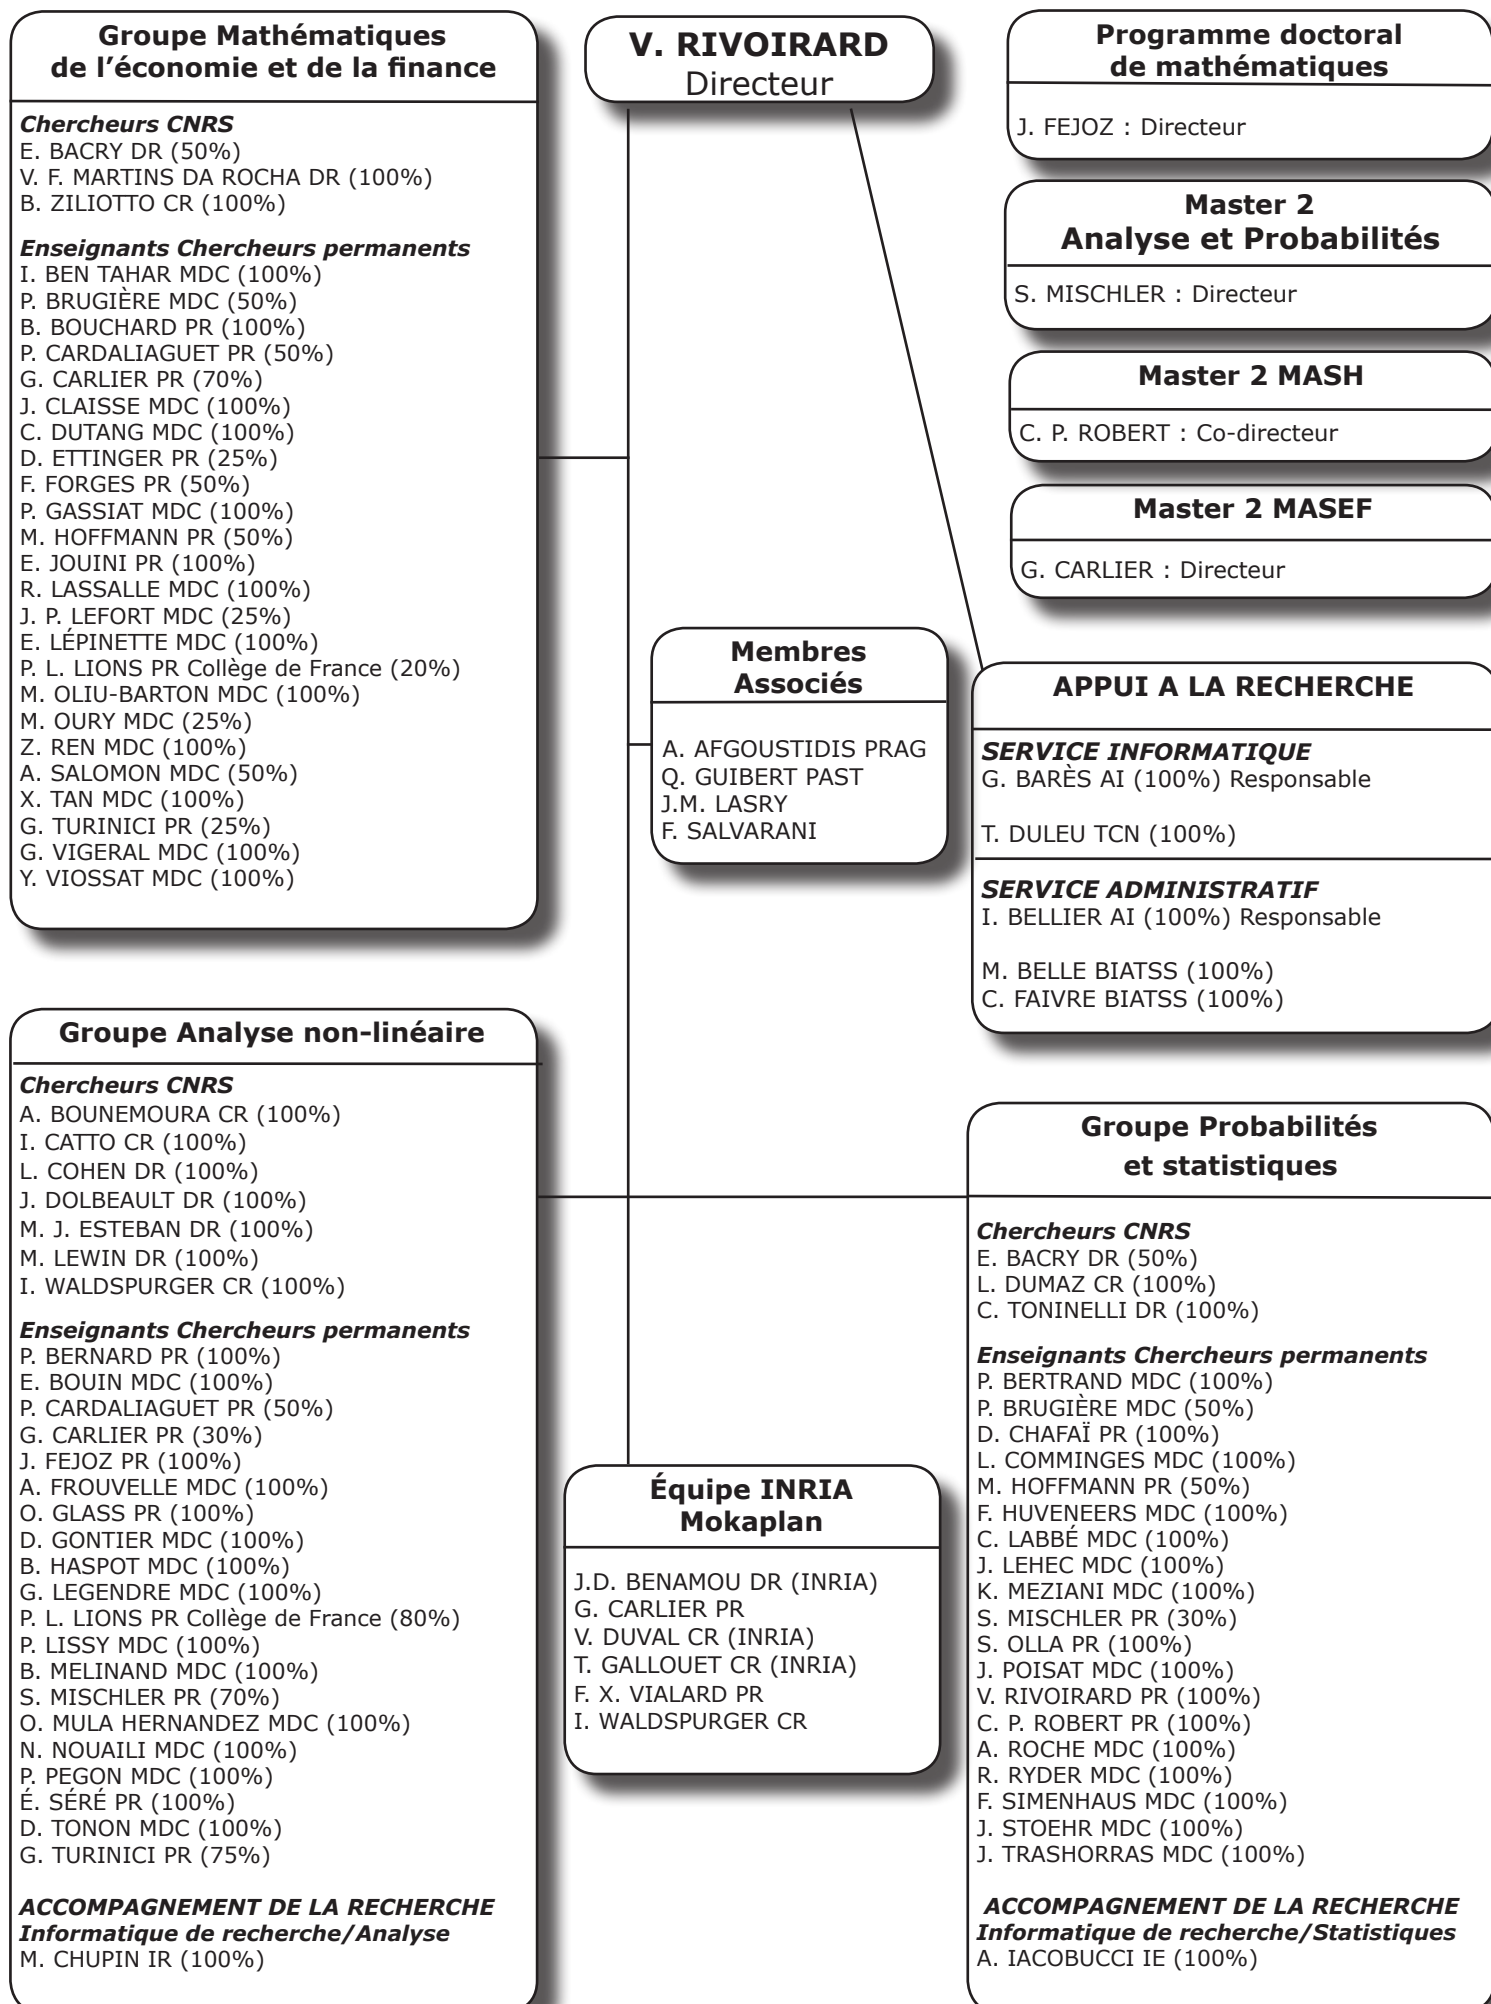 Groupe Mathématiques
de l'économie et de la finance
Chercheurs CNRS
E. BACRY DR (50%)
V. F. MARTINS DA ROCHA DR (100%)
B. ZILIOTTO CR (100%)
Enseignants Chercheurs permanents
I. BEN TAHAR MDC (100%)
P. BRUGIÈRE MDC (50%)
B. BOUCHARD PR (100%)
P. CARDALIAGUET PR (50%)
G. CARLIER PR (70%)
J. CLAISSE MDC (100%)
C. DUTANG MDC (100%)
D. ETTINGER PR (25%)
F. FORGES PR (50%)
P. GASSIAT MDC (100%)
M. HOFFMANN PR (50%)
E. JOUINI PR (100%)
R. LASSALLE MDC (100%)
J. P. LEFORT MDC (25%)
E. LÉPINETTE MDC (100%)
P. L. LIONS PR Collège de France (20%)
M. OLIU-BARTON MDC (100%)
M. OURY MDC (25%)
Z. REN MDC (100%)
A. SALOMON MDC (50%)
X. TAN MDC (100%)
G. TURINICI PR (25%)
G. VIGERAL MDC (100%)
Y. VIOSSAT MDC (100%)
V. RIVOIRARD
Directeur
Programme doctoral
de mathématiques
J. FEJOZ : Directeur
Master 2
Analyse et Probabilités
S. MISCHLER : Directeur
Master 2 MASH
C. P. ROBERT : Co-directeur
Master 2 MASEF
G. CARLIER : Directeur
Membres
Associés
A. AFGOUSTIDIS PRAG
Q. GUIBERT PAST
J.M. LASRY
F. SALVARANI
APPUI A LA RECHERCHE
SERVICE INFORMATIQUE
G. BARÈS AI (100%) Responsable
T. DULEU TCN (100%)
SERVICE ADMINISTRATIF
I. BELLIER AI (100%) Responsable
M. BELLE BIATSS (100%)
C. FAIVRE BIATSS (100%)
Groupe Analyse non-linéaire
Chercheurs CNRS
A. BOUNEMOURA CR (100%)
I. CATTO CR (100%)
L. COHEN DR (100%)
J. DOLBEAULT DR (100%)
M. J. ESTEBAN DR (100%)
M. LEWIN DR (100%)
I. WALDSPURGER CR (100%)
Enseignants Chercheurs permanents
P. BERNARD PR (100%)
E. BOUIN MDC (100%)
P. CARDALIAGUET PR (50%)
G. CARLIER PR (30%)
J. FEJOZ PR (100%)
A. FROUVELLE MDC (100%)
O. GLASS PR (100%)
D. GONTIER MDC (100%)
B. HASPOT MDC (100%)
G. LEGENDRE MDC (100%)
P. L. LIONS PR Collège de France (80%)
P. LISSY MDC (100%)
B. MELINAND MDC (100%)
S. MISCHLER PR (70%)
O. MULA HERNANDEZ MDC (100%)
N. NOUAILI MDC (100%)
P. PEGON MDC (100%)
É. SÉRÉ PR (100%)
D. TONON MDC (100%)
G. TURINICI PR (75%)
ACCOMPAGNEMENT DE LA RECHERCHE
Informatique de recherche/Analyse
M. CHUPIN IR (100%)
Équipe INRIA
Mokaplan
J.D. BENAMOU DR (INRIA)
G. CARLIER PR
V. DUVAL CR (INRIA)
T. GALLOUET CR (INRIA)
F. X. VIALARD PR
I. WALDSPURGER CR
Groupe Probabilités
et statistiques
Chercheurs CNRS
E. BACRY DR (50%)
L. DUMAZ CR (100%)
C. TONINELLI DR (100%)
Enseignants Chercheurs permanents
P. BERTRAND MDC (100%)
P. BRUGIÈRE MDC (50%)
D. CHAFAÏ PR (100%)
L. COMMINGES MDC (100%)
M. HOFFMANN PR (50%)
F. HUVENEERS MDC (100%)
C. LABBÉ MDC (100%)
J. LEHEC MDC (100%)
K. MEZIANI MDC (100%)
S. MISCHLER PR (30%)
S. OLLA PR (100%)
J. POISAT MDC (100%)
V. RIVOIRARD PR (100%)
C. P. ROBERT PR (100%)
A. ROCHE MDC (100%)
R. RYDER MDC (100%)
F. SIMENHAUS MDC (100%)
J. STOEHR MDC (100%)
J. TRASHORRAS MDC (100%)
ACCOMPAGNEMENT DE LA RECHERCHE
Informatique de recherche/Statistiques
A. IACOBUCCI IE (100%)